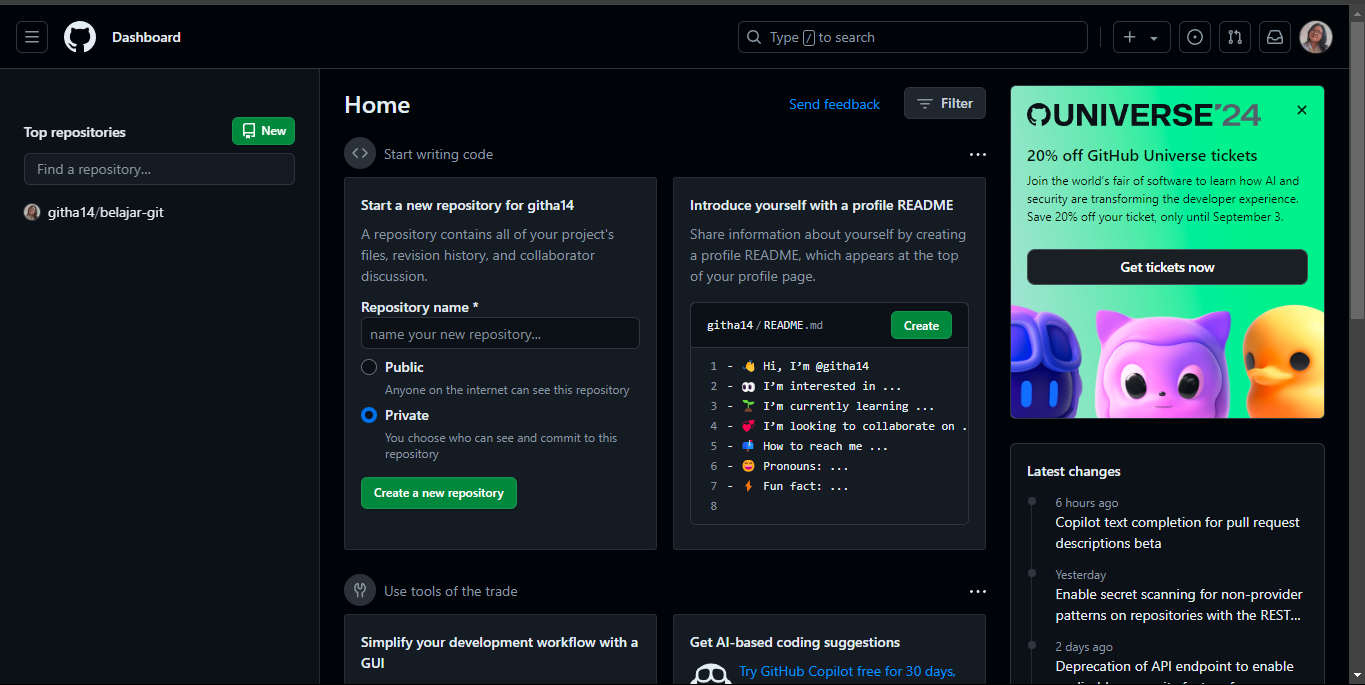 Dashboard
Type / to search
Top repositories
New
Find a repository...
githa14/belajar-git
Home
Send feedback
Filter
Start writing code
Start a new repository for githa14
A repository contains all of your project's
files, revision history, and collaborator
discussion.
Repository name *
name your new repository...
Public
Anyone on the internet can see this repository
Private
You choose who can see and commit to this
repository
Create a new repository
Introduce yourself with a profile README
Share information about yourself by creating
a profile README, which appears at the top
of your profile page.
githa14 / README.md
Create
1 - 👋 Hi, I’m @githa14
2 - 👀 I’m interested in ...
3 - 🌱 I’m currently learning ...
4 - 💞️ I’m looking to collaborate on .
5 - 📫 How to reach me ...
6 - 😄 Pronouns: ...
7 - ⚡ Fun fact: ...
8
Use tools of the trade
Simplify your development workflow with a
GUI
Get AI-based coding suggestions
Try GitHub Copilot free for 30 days,
UNIVERSE'24
20% off GitHub Universe tickets
Join the world's fair of software to learn how AI and
security are transforming the developer experience.
Save 20% off your ticket, only until September 3.
Get tickets now
Latest changes
6 hours ago
Copilot text completion for pull request
descriptions beta
Yesterday
Enable secret scanning for non-provider
patterns on repositories with the REST...
2 days ago
Deprecation of API endpoint to enable